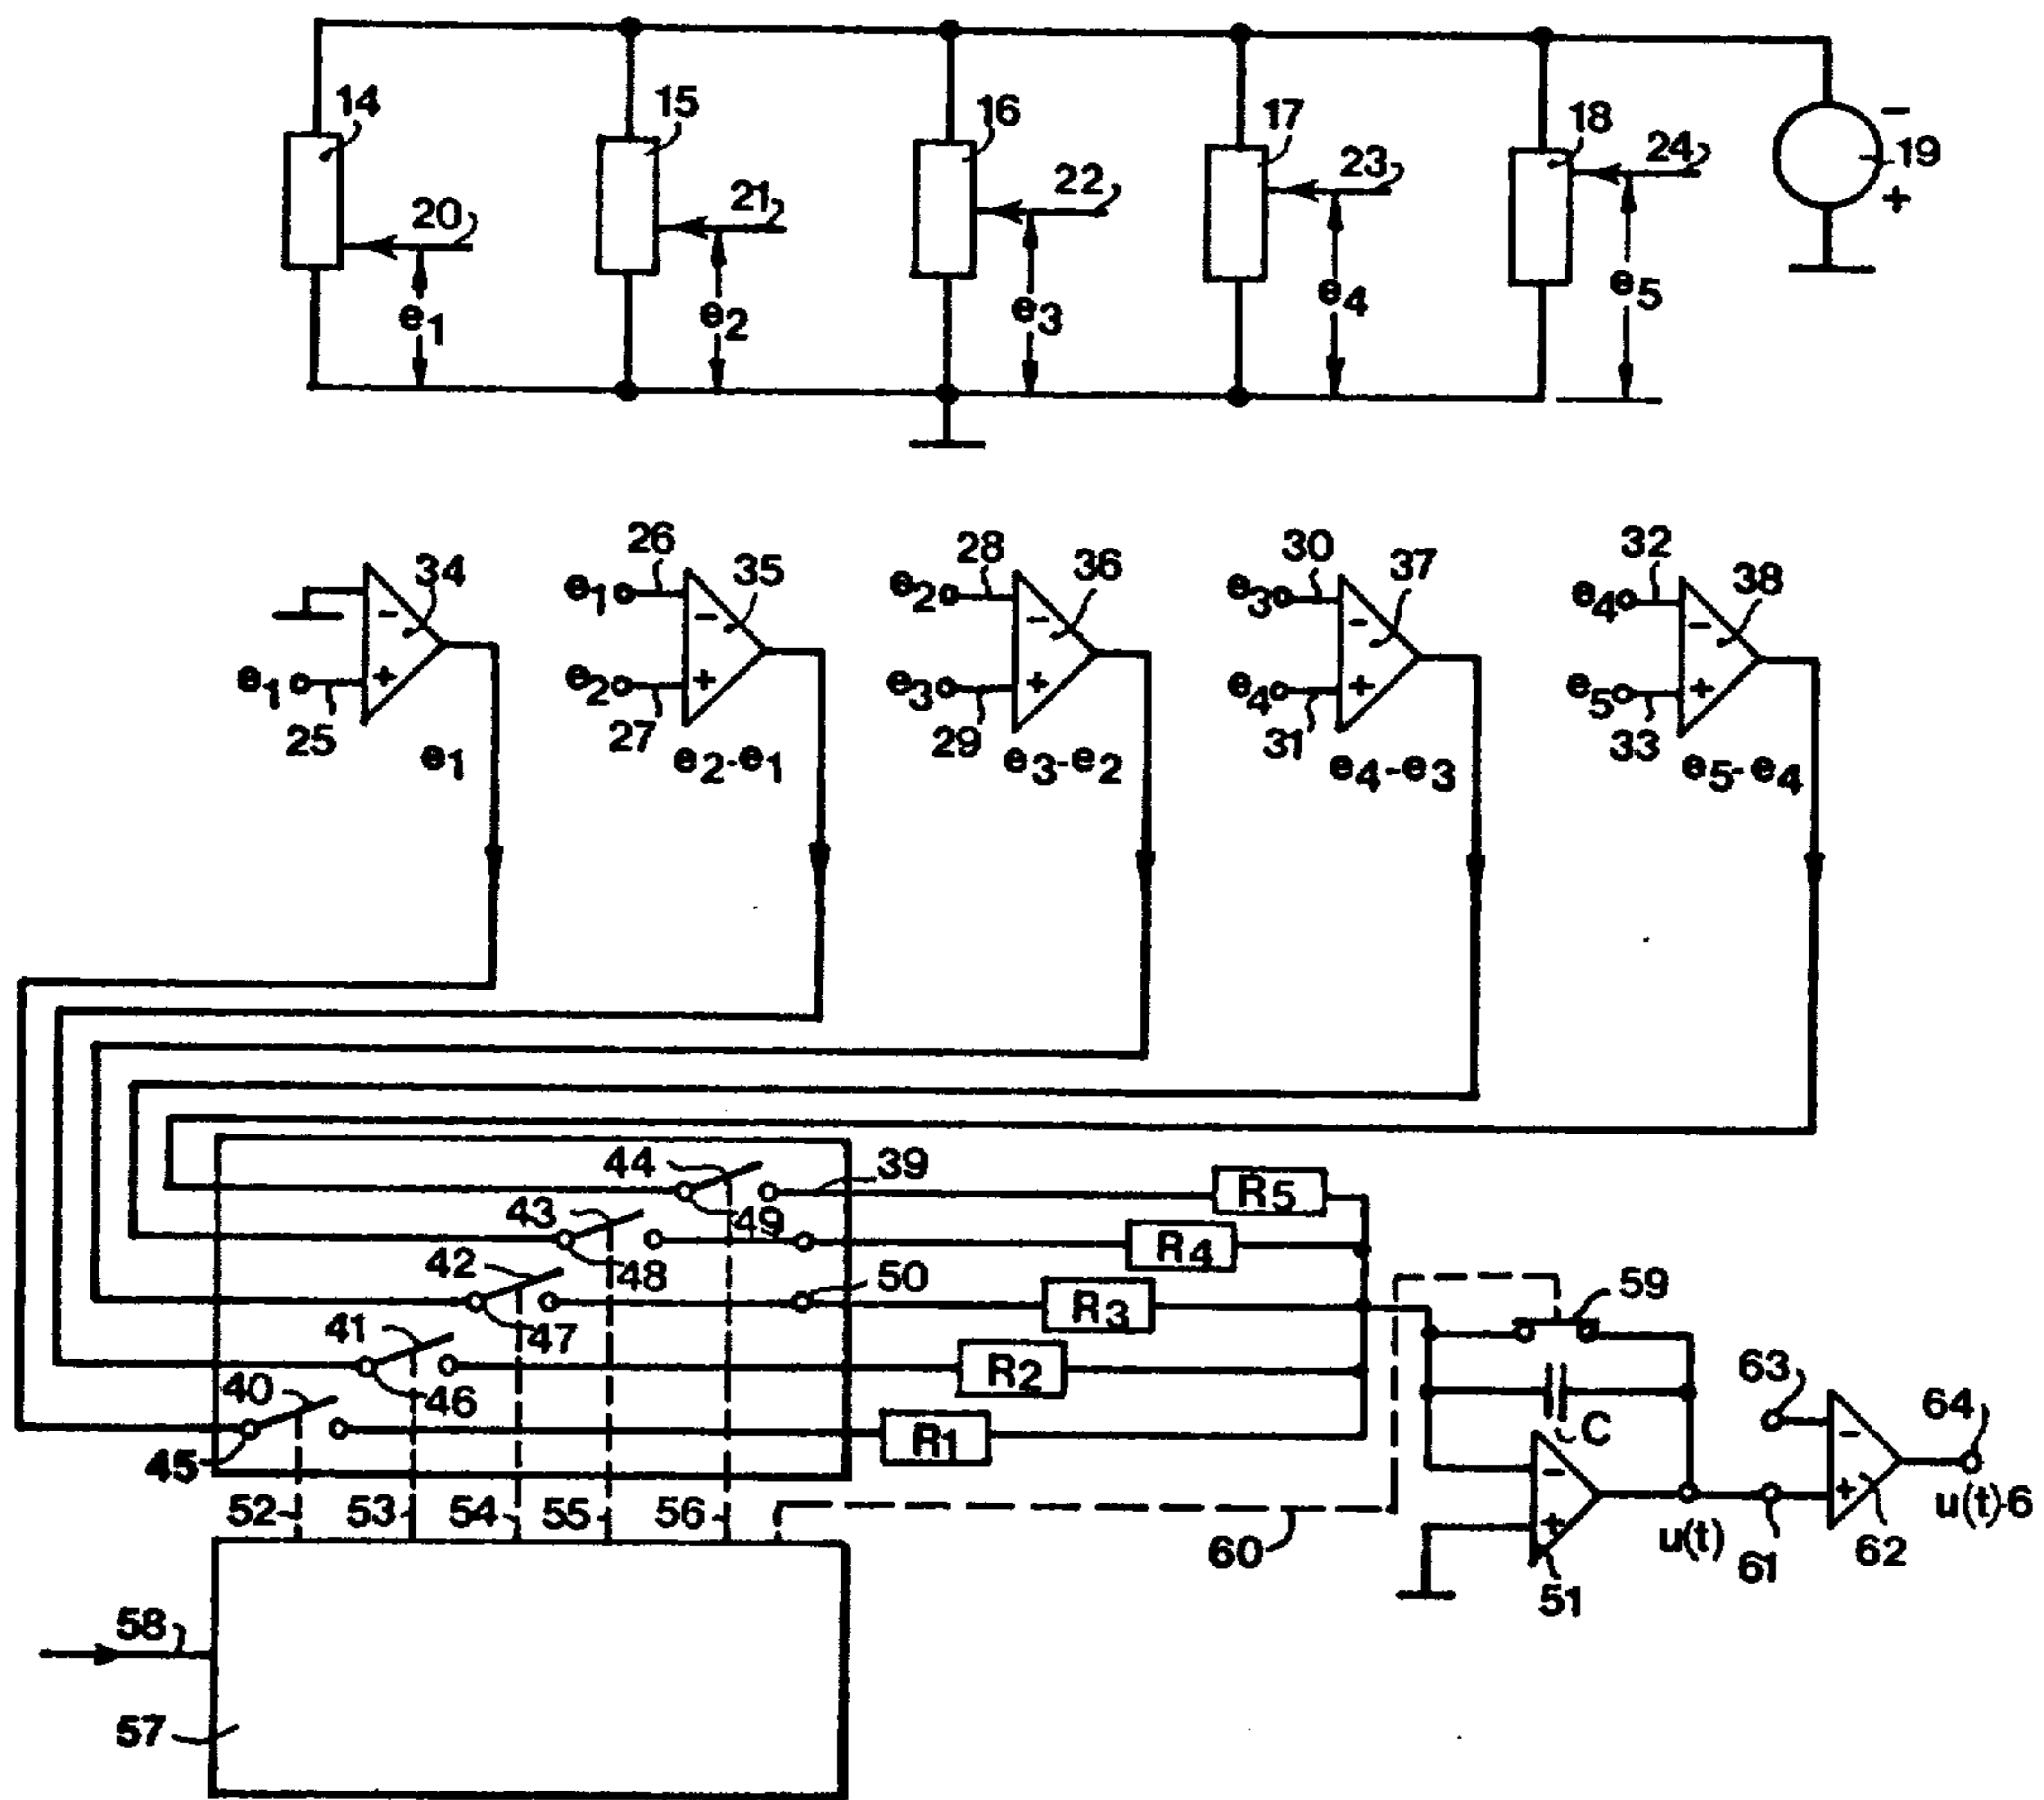 14 15 16 17 18 - 19 +
20 21 22 23 24
e1 e2 e3 e4 e5
34 26 35 28 36 30 37 32 38
e1 e2 e3 e4
- - - - -
e1 + e2 + e3 + e4 + e5 +
25 27 29 31 33
e1 e2-e1 e3-e2 e4-e3 e5-e4
44 39 R5
43 49 R4
42 48 50 R3 59
41 47 R2
40 46 R1 C 63 64
45 - -
52 53 54 55 56 + + u(t)-6
60 51 u(t) 61 62
58
57